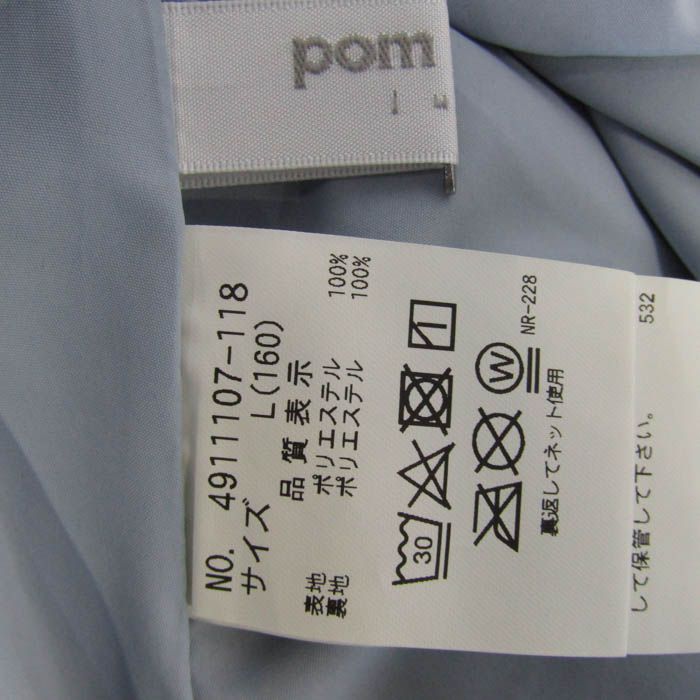 pom
NO. 4911107-118
サイズ L(160)
品質表示
表地 ポリエステル 100%
裏地 ポリエステル 100%
30
W
裏返してネット使用
NR-228
して保管して下さい。
532